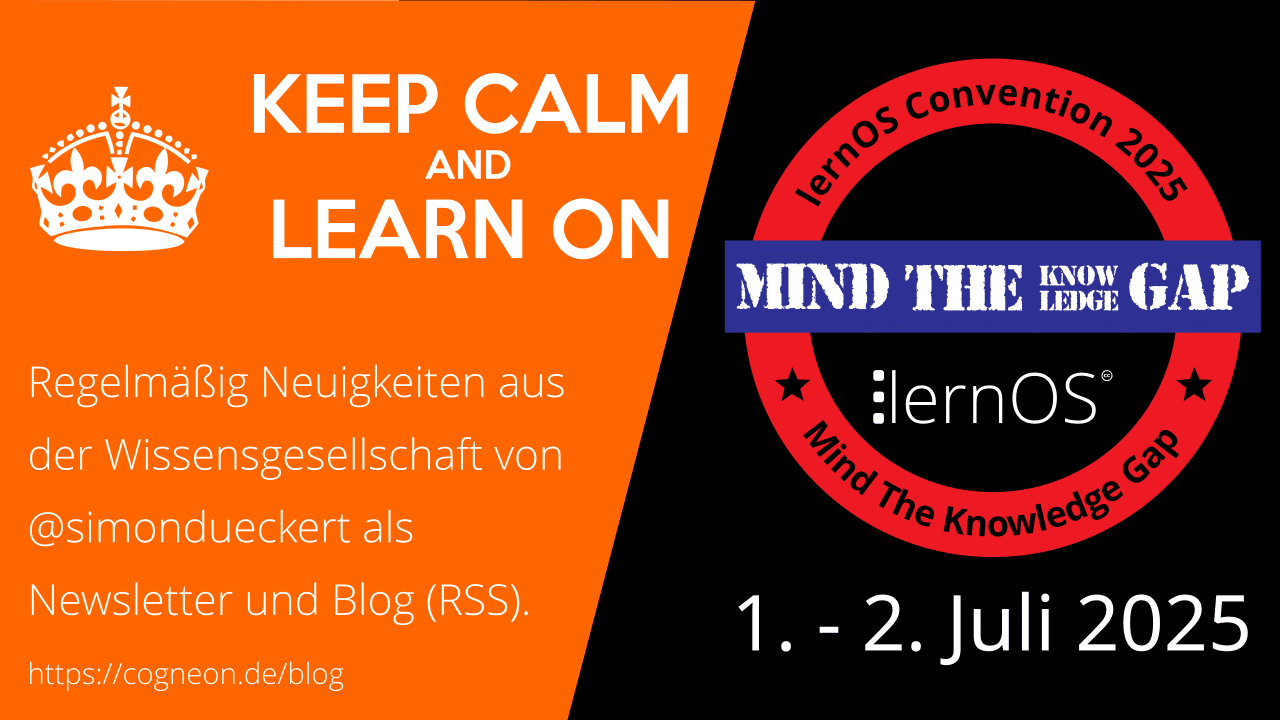 KEEP CALM
AND
LEARN ON
Regelmäßig Neuigkeiten aus
der Wissensgesellschaft von
@simondueckert als
Newsletter und Blog (RSS).
https://cogneon.de/blog
lernOS Convention 2025
MIND THE KNOW LEDGE GAP
lernOS cc
Mind The Knowledge Gap
1. - 2. Juli 2025